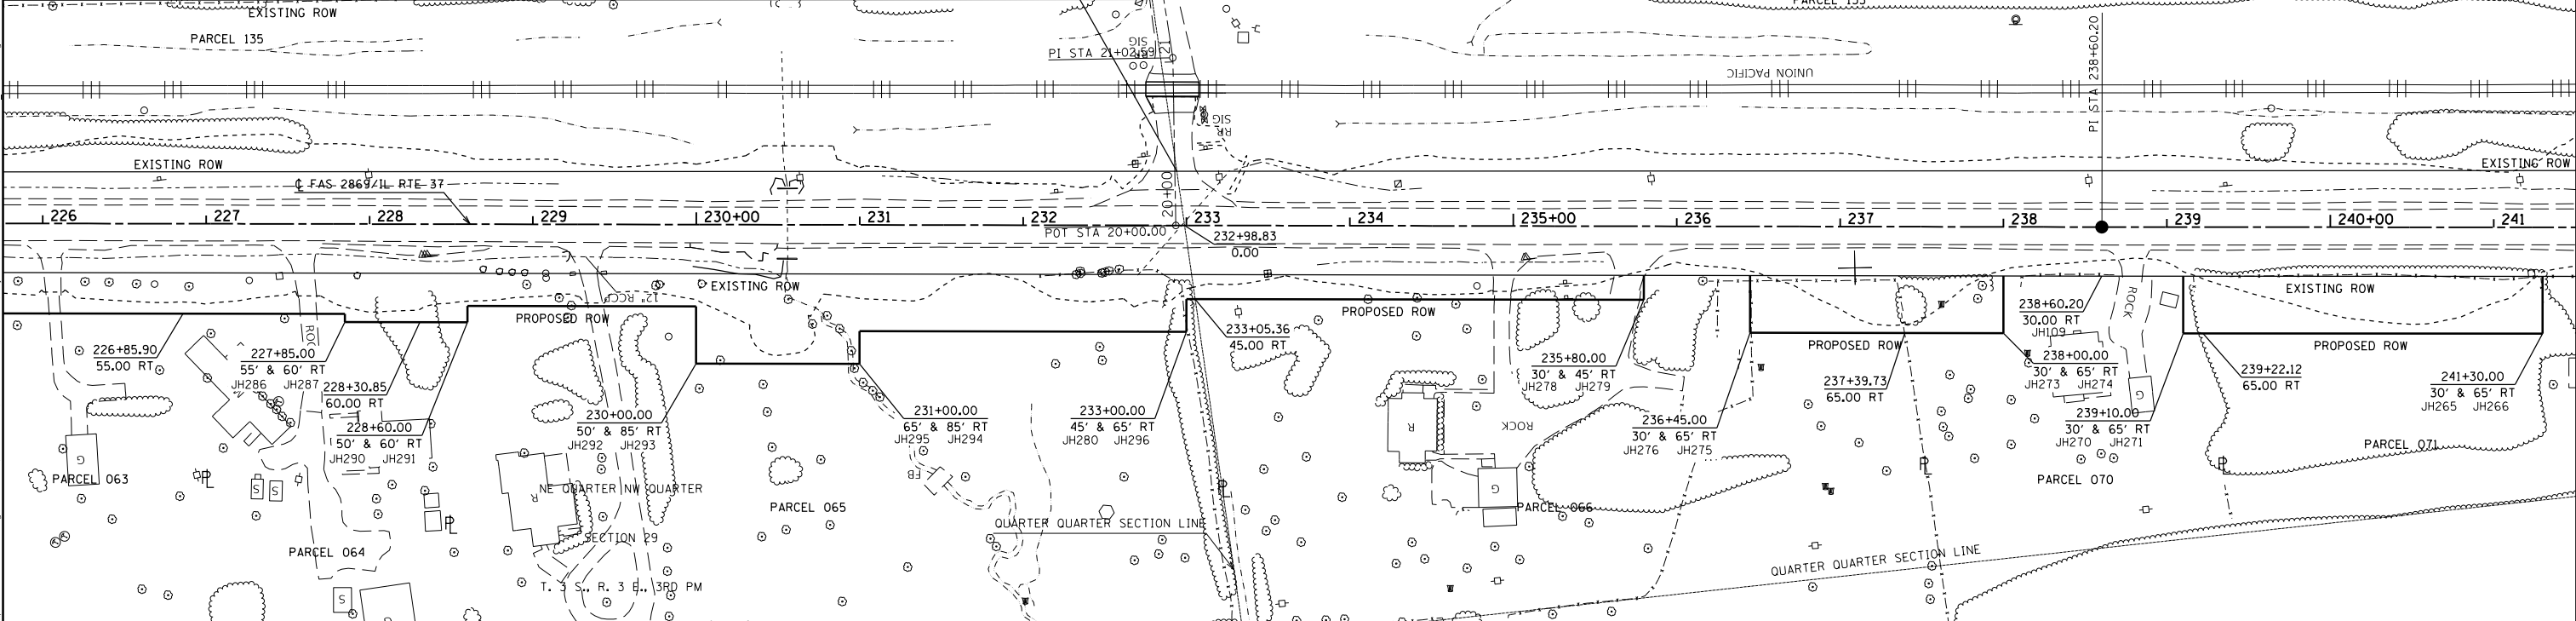 EXISTING ROW
PARCEL 135
PI STA 21+02.59
SIG
RR
21
PARCEL 135
UNION PACIFIC
PI STA 238+60.20
SIG
RR
EXISTING ROW
EXISTING ROW
℄ FAS 2869/IL RTE 37
20+00
226
227
228
229
230+00
231
232
233
234
235+00
236
237
238
239
240+00
241
POT STA 20+00.00
232+98.83
0.00
EXISTING ROW
12" RCCP
EXISTING ROW
PROPOSED ROW
PROPOSED ROW
PROPOSED ROW
PROPOSED ROW
ROCK
ROCK
226+85.90
55.00 RT
227+85.00
55' & 60' RT
JH286 JH287
228+30.85
60.00 RT
228+60.00
50' & 60' RT
JH290 JH291
230+00.00
50' & 85' RT
JH292 JH293
231+00.00
65' & 85' RT
JH295 JH294
233+00.00
45' & 65' RT
JH280 JH296
233+05.36
45.00 RT
235+80.00
30' & 45' RT
JH278 JH279
236+45.00
30' & 65' RT
JH276 JH275
237+39.73
65.00 RT
238+60.20
30.00 RT
JH109
238+00.00
30' & 65' RT
JH273 JH274
239+10.00
30' & 65' RT
JH270 JH271
239+22.12
65.00 RT
241+30.00
30' & 65' RT
JH265 JH266
ROCK
R
G
G
PARCEL 071
G
PARCEL 063
PL
S
S
PL
R
NE QUARTER NW QUARTER
FB
PL
PL
PL
PARCEL 070
PARCEL 065
PARCEL 066
QUARTER QUARTER SECTION LINE
SECTION 29
PARCEL 064
QUARTER QUARTER SECTION LINE
T. 3 S., R. 3 E., 3RD PM
S